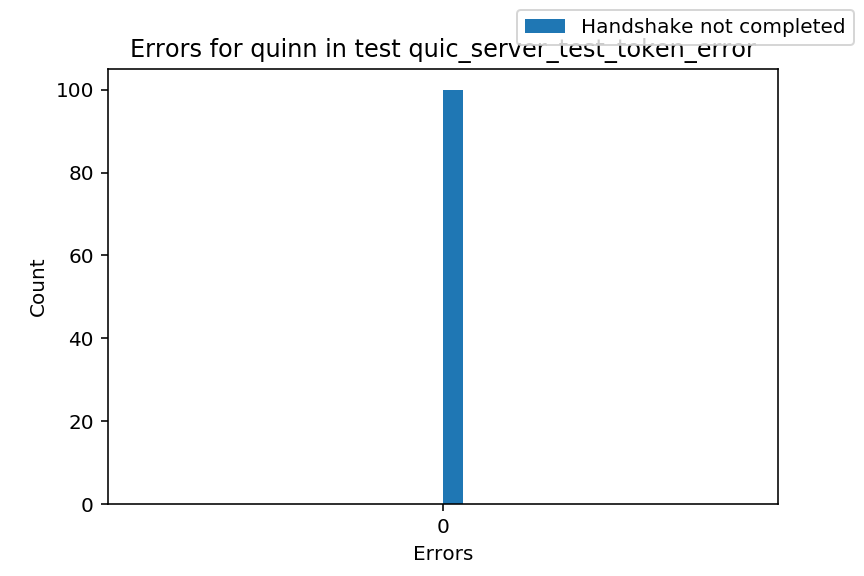 Handshake not completed
Errors for quinn in test quic_server_test_token_error
100
80
60
40
20
0
Count
0
Errors